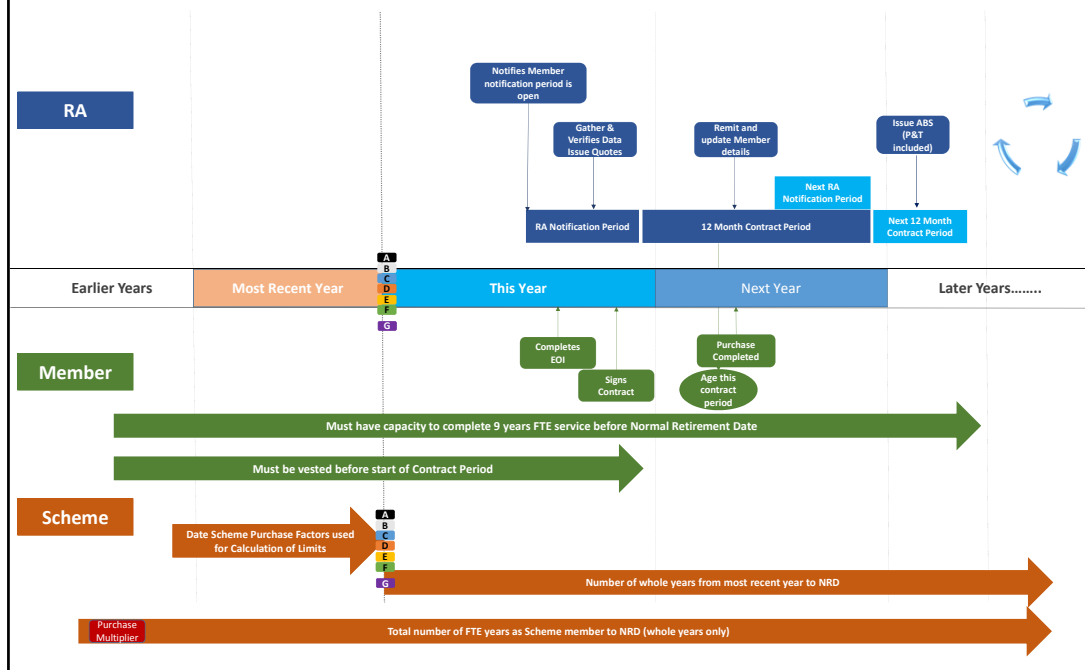 Notifies Member
notification period is
open
RA
Gather &
Verifies Data
Issue Quotes
Remit and
update Member
details
Issue ABS
(P&T
included)
Next RA
Notification Period
RA Notification Period
12 Month Contract Period
Next 12 Month
Contract Period
A
B
C
D
E
F
G
Earlier Years
Most Recent Year
This Year
Next Year
Later Years........
Member
Completes
EOI
Signs
Contract
Purchase
Completed
Age this
contract
period
Must have capacity to complete 9 years FTE service before Normal Retirement Date
Must be vested before start of Contract Period
Scheme
Date Scheme Purchase Factors used
for Calculation of Limits
A
B
C
D
E
F
G
Number of whole years from most recent year to NRD
Purchase
Multiplier
Total number of FTE years as Scheme member to NRD (whole years only)